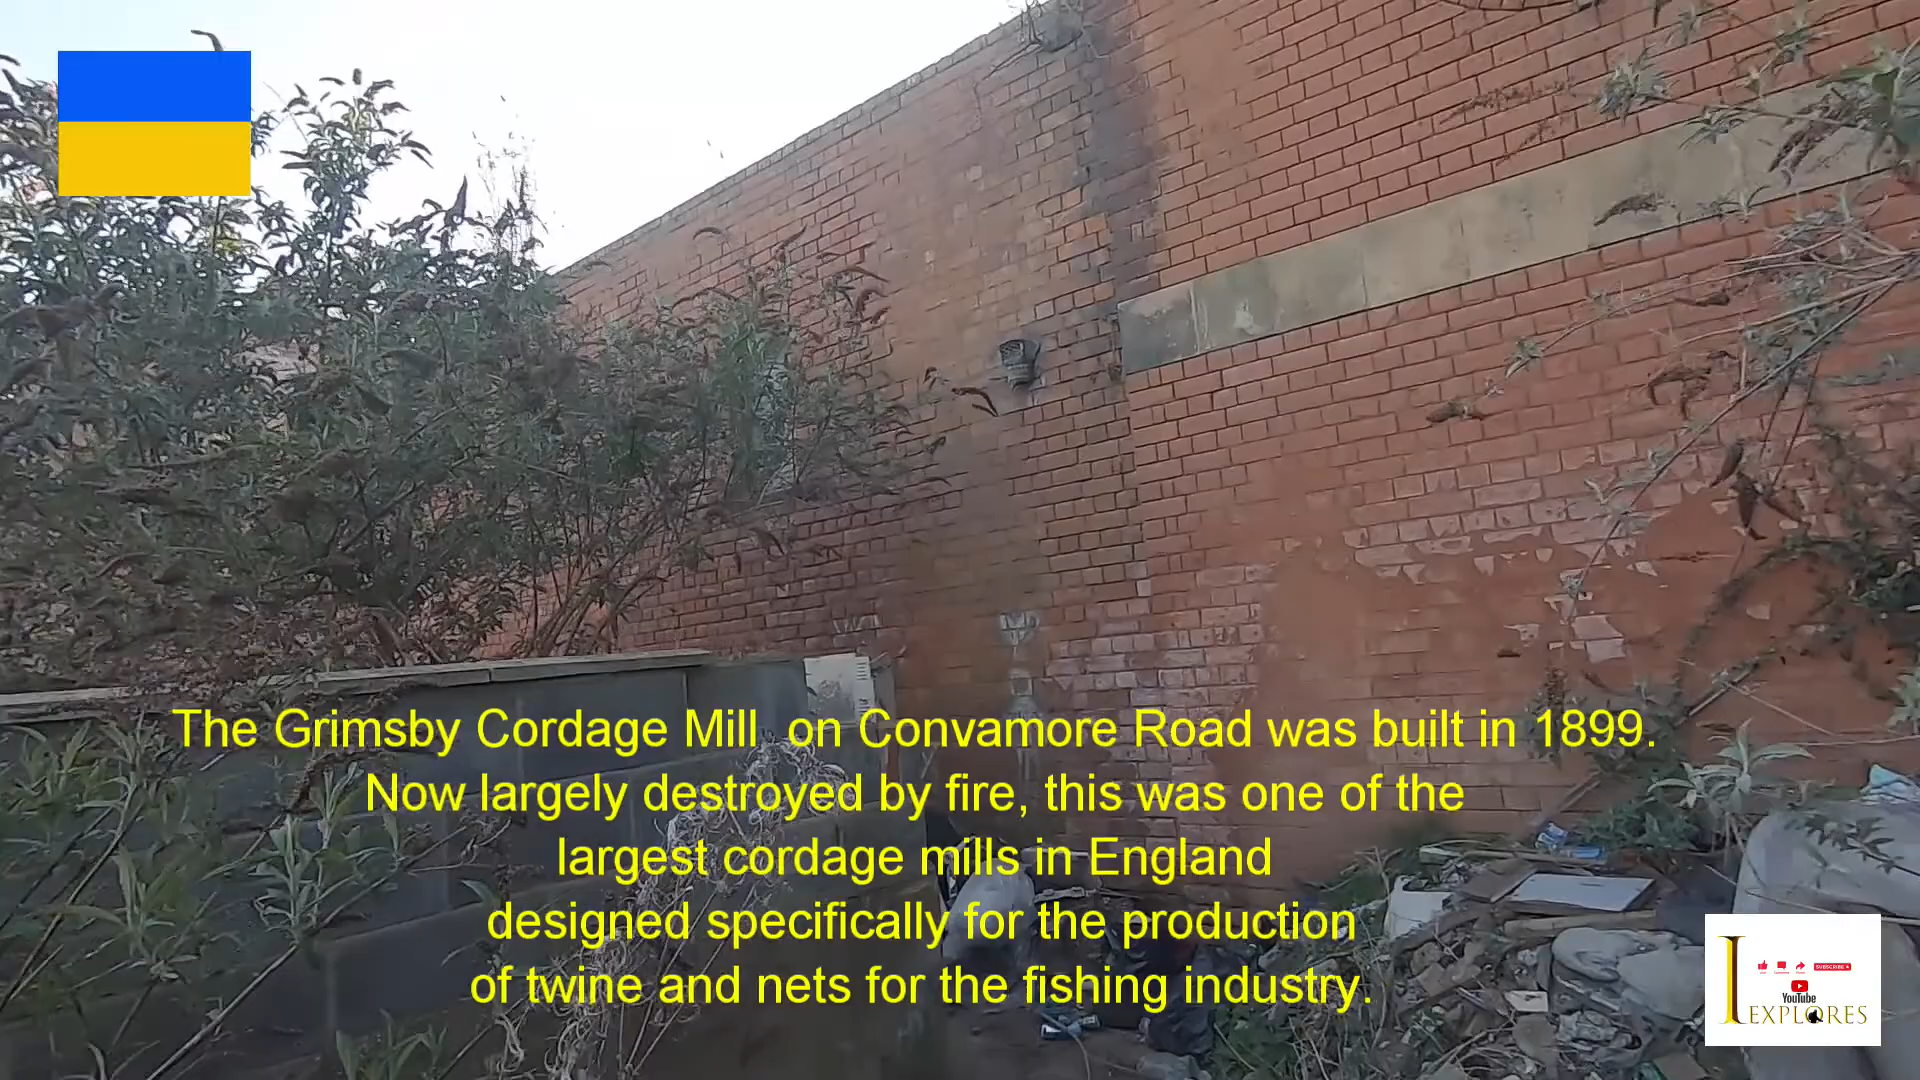 The Grimsby Cordage Mill  on Convamore Road was built in 1899.
Now largely destroyed by fire, this was one of the
largest cordage mills in England
designed specifically for the production
of twine and nets for the fishing industry.
SUBSCRIBE
YouTube
I EXPLORES